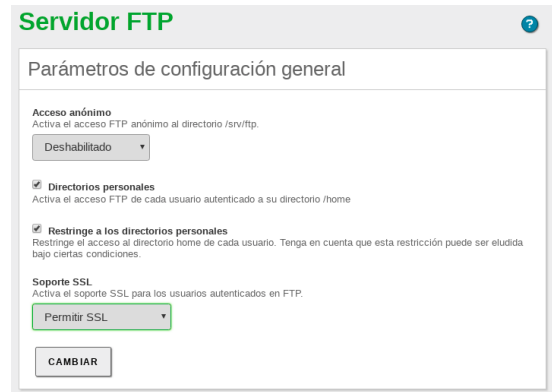 Servidor FTP
?
Parámetros de configuración general
Acceso anónimo
Activa el acceso FTP anónimo al directorio /srv/ftp.
Deshabilitado
Directorios personales
Activa el acceso FTP de cada usuario autenticado a su directorio /home
Restringe a los directorios personales
Restringe el acceso al directorio home de cada usuario. Tenga en cuenta que esta restricción puede ser eludida
bajo ciertas condiciones.
Soporte SSL
Activa el soporte SSL para los usuarios autenticados en FTP.
Permitir SSL
CAMBIAR